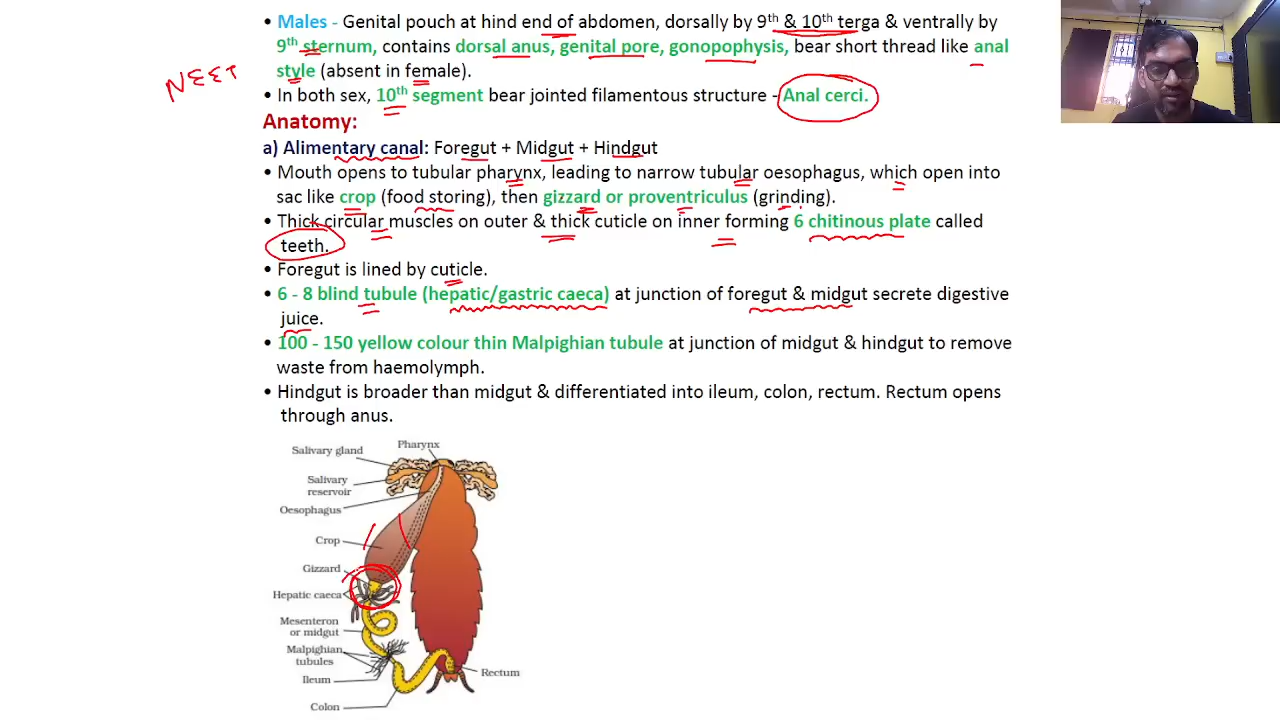 • Males - Genital pouch at hind end of abdomen, dorsally by 9th & 10th terga & ventrally by
9th sternum, contains dorsal anus, genital pore, gonopophysis, bear short thread like anal
style (absent in female).
NEET
• In both sex, 10th segment bear jointed filamentous structure - Anal cerci.
Anatomy:
a) Alimentary canal: Foregut + Midgut + Hindgut
• Mouth opens to tubular pharynx, leading to narrow tubular oesophagus, which open into
sac like crop (food storing), then gizzard or proventriculus (grinding).
• Thick circular muscles on outer & thick cuticle on inner forming 6 chitinous plate called
teeth.
• Foregut is lined by cuticle.
• 6 - 8 blind tubule (hepatic/gastric caeca) at junction of foregut & midgut secrete digestive
juice.
• 100 - 150 yellow colour thin Malpighian tubule at junction of midgut & hindgut to remove
waste from haemolymph.
• Hindgut is broader than midgut & differentiated into ileum, colon, rectum. Rectum opens
through anus.
Pharynx
Salivary gland
Salivary
reservoir
Oesophagus
Crop
Gizzard
Hepatic caeca
Mesenteron
or midgut
Malpighian
tubules
Rectum
Ileum
Colon